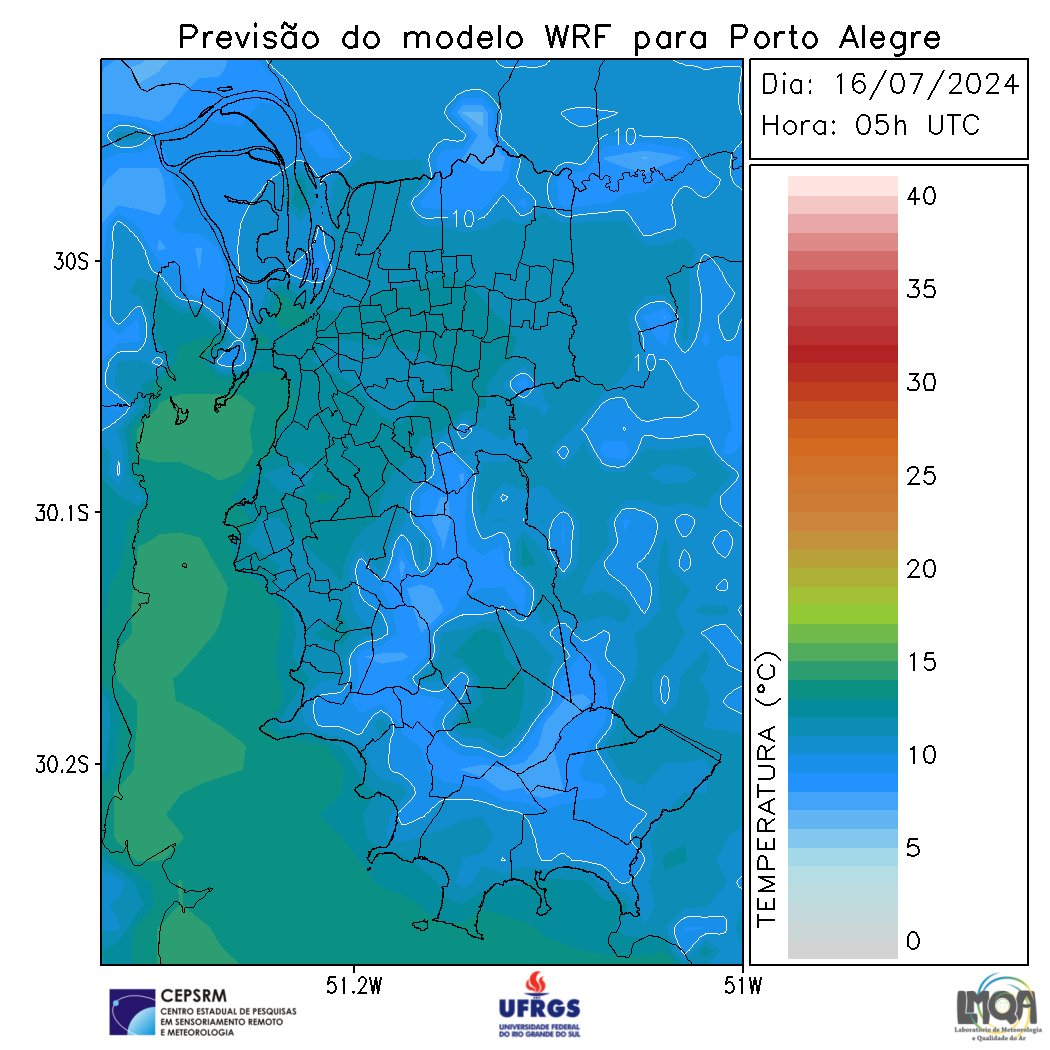 Previsão do modelo WRF para Porto Alegre
Dia: 16/07/2024
Hora: 05h UTC
10
10
10
30S
30.1S
30.2S
51.2W
51W
40
35
30
25
20
15
10
5
0
TEMPERATURA (°C)
CEPSRM
CENTRO ESTADUAL DE PESQUISAS
EM SENSORIAMENTO REMOTO
E METEOROLOGIA
UFRGS
UNIVERSIDADE FEDERAL
DO RIO GRANDE DO SUL
LMQA
Laboratório de Meteorologia
e Qualidade do Ar